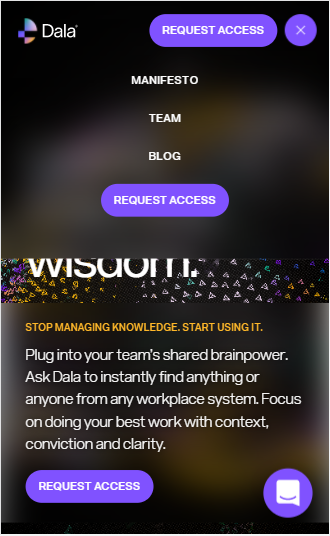 Dala
REQUEST ACCESS
MANIFESTO
TEAM
BLOG
REQUEST ACCESS
wisdom.
STOP MANAGING KNOWLEDGE. START USING IT.
Plug into your team's shared brainpower.
Ask Dala to instantly find anything or
anyone from any workplace system. Focus
on doing your best work with context,
conviction and clarity.
REQUEST ACCESS